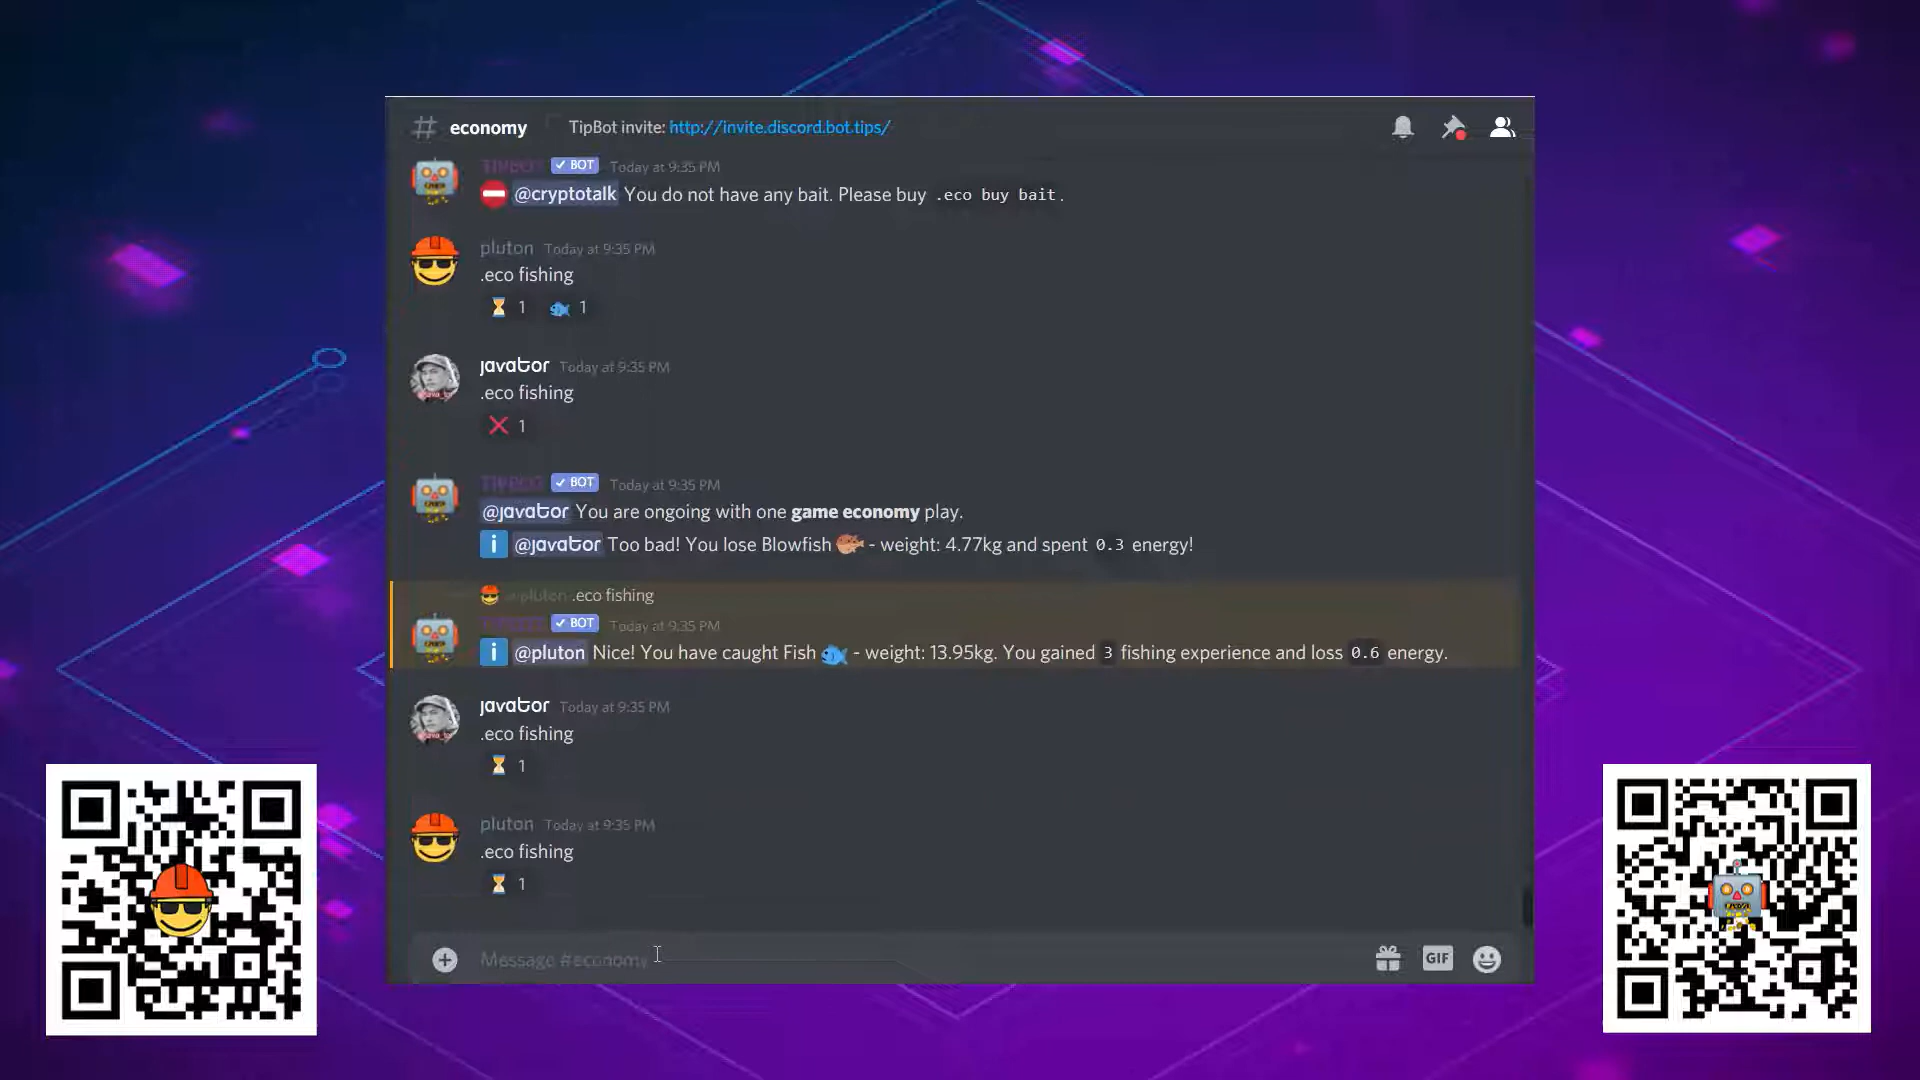 # economy TipBot invite: http://invite.discord.bot.tips/
TIPBOT ✓ BOT Today at 9:35 PM
@cryptotalk You do not have any bait. Please buy .eco buy bait.
pluton Today at 9:35 PM
.eco fishing
1 1
javator Today at 9:35 PM
.eco fishing
1
TIPBOT ✓ BOT Today at 9:35 PM
@javator You are ongoing with one game economy play.
i @javator Too bad! You lose Blowfish - weight: 4.77kg and spent 0.3 energy!
@pluton .eco fishing
✓ BOT Today at 9:35 PM
i @pluton Nice! You have caught Fish - weight: 13.95kg. You gained 3 fishing experience and loss 0.6 energy.
javator Today at 9:35 PM
.eco fishing
1
pluton Today at 9:35 PM
.eco fishing
1
Message #economy
GIF